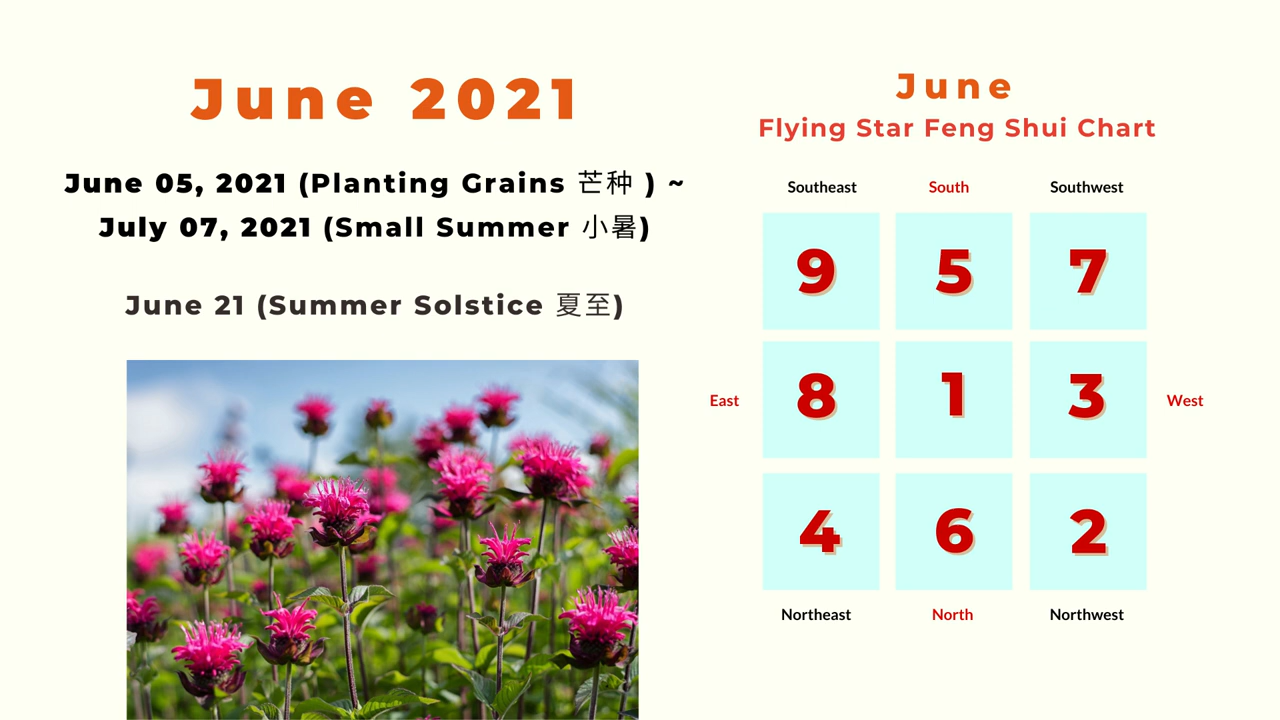 June 2021
June 05, 2021 (Planting Grains 芒种 ) ~
July 07, 2021 (Small Summer 小暑)
June 21 (Summer Solstice 夏至)
June
Flying Star Feng Shui Chart
Southeast South Southwest
9 5 7
East 8 1 3 West
4 6 2
Northeast North Northwest